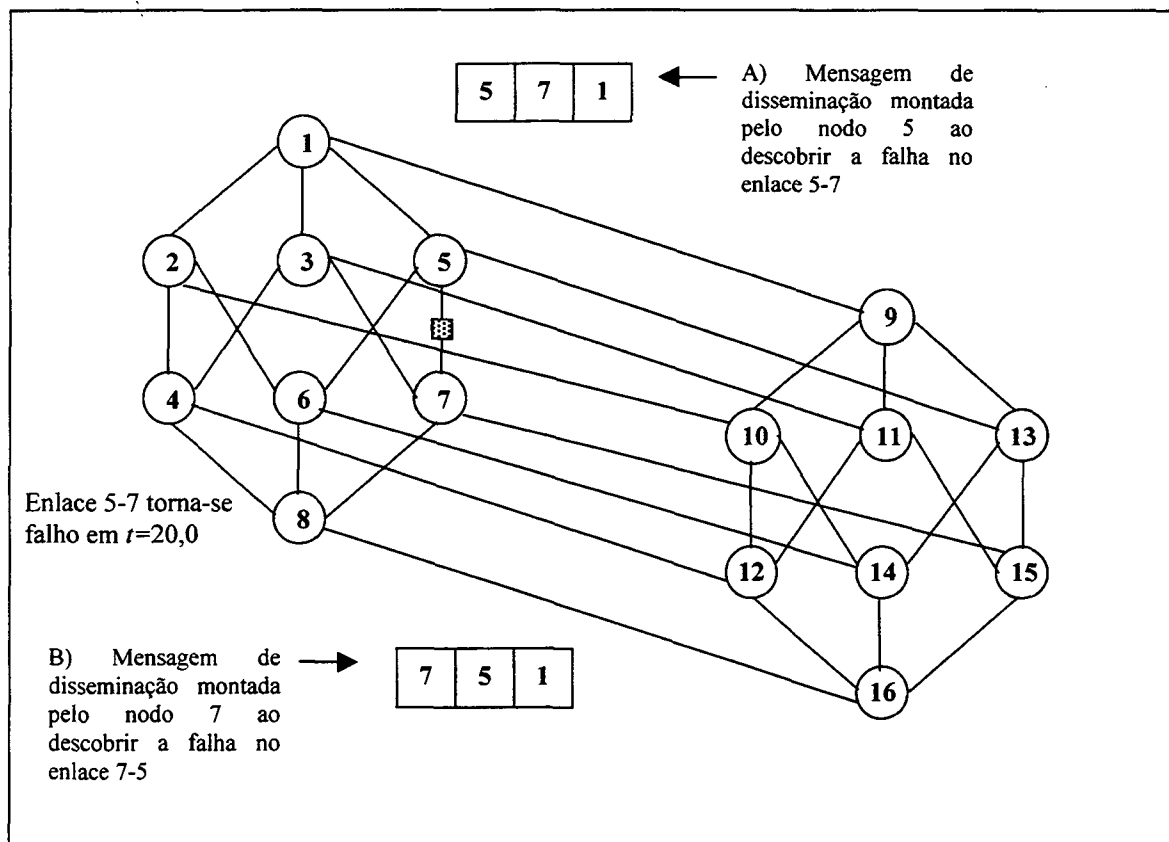 5 7 1
A) Mensagem de
disseminação montada
pelo nodo 5 ao
descobrir a falha no
enlace 5-7
1
2 3 5
9
4 6 7
10 11 13
Enlace 5-7 torna-se
falho em t=20,0
8
12 14 15
B) Mensagem de
disseminação montada
pelo nodo 7 ao
descobrir a falha no
enlace 7-5
7 5 1
16